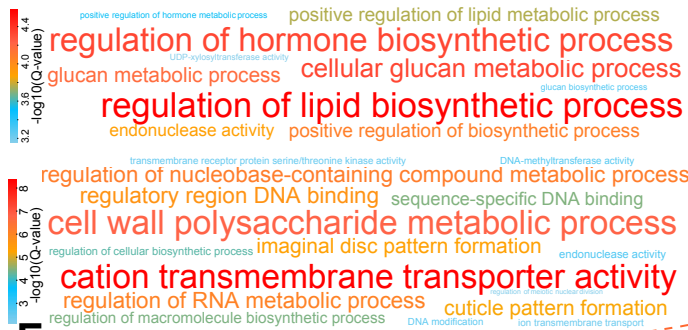 positive regulation of hormone metabolic process
positive regulation of lipid metabolic process
regulation of hormone biosynthetic process
UDP-xylosyltransferase activity
glucan metabolic process
cellular glucan metabolic process
glucan biosynthetic process
regulation of lipid biosynthetic process
endonuclease activity
positive regulation of biosynthetic process
4.4
4
3.6
3.2
-log10(Q-value)
transmembrane receptor protein serine/threonine kinase activity
DNA-methyltransferase activity
regulation of nucleobase-containing compound metabolic process
regulatory region DNA binding
sequence-specific DNA binding
cell wall polysaccharide metabolic process
regulation of cellular biosynthetic process
imaginal disc pattern formation
endonuclease activity
cation transmembrane transporter activity
regulation of meiotic nuclear division
regulation of RNA metabolic process
cuticle pattern formation
regulation of macromolecule biosynthetic process
DNA modification
ion transmembrane transport
8
7
6
5
4
3
-log10(Q-value)